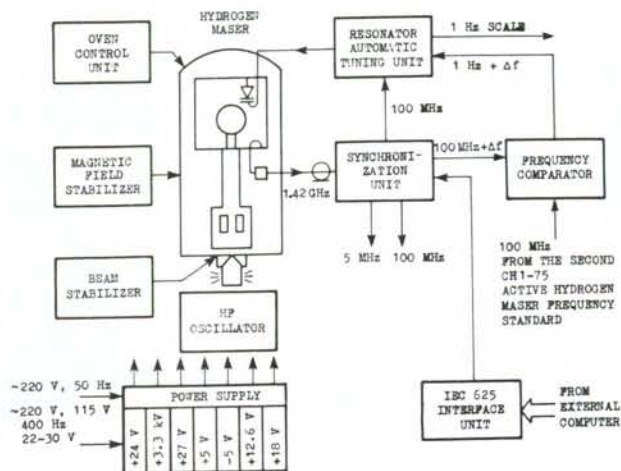 HYDROGEN
MASER
OVEN
CONTROL
UNIT
RESONATOR
AUTOMATIC
TUNING UNIT
1 Hz SCALE
1 Hz + Δf
100 MHz
MAGNETIC
FIELD
STABILIZER
1.42 GHz
SYNCHRONI-
ZATION
UNIT
100 MHz+Δf
FREQUENCY
COMPARATOR
5 MHz
100 MHz
BEAM
STABILIZER
100 MHz
FROM THE SECOND
CH1-75
ACTIVE HYDROGEN
MASER FREQUENCY
STANDARD
HF
OSCILLATOR
~220 V, 50 Hz
~220 V, 115 V
400 Hz
22-30 V
POWER SUPPLY
+24 V
+3.3 kV
+27 V
+5 V
-5 V
+12.6 V
+18 V
IEC 625
INTERFACE
UNIT
FROM
EXTERNAL
COMPUTER